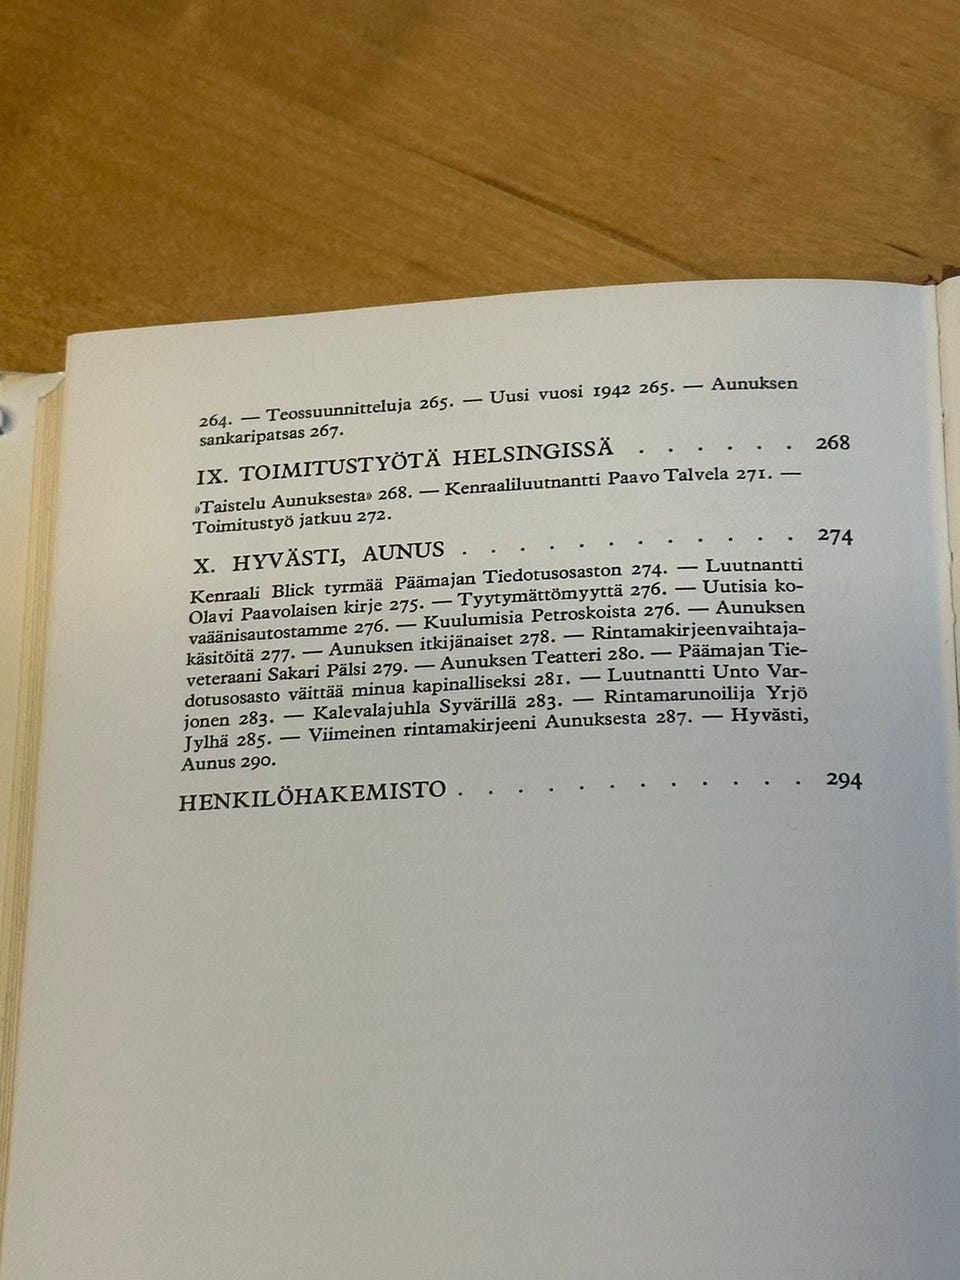 264. — Teossuunnitteluja 265. — Uusi vuosi 1942 265. — Aunuksen
sankaripatsas 267.
IX. TOIMITUSTYÖTÄ HELSINGISSÄ . . . . . . 268
»Taistelu Aunuksesta» 268. — Kenraaliluutnantti Paavo Talvela 271. —
Toimitustyö jatkuu 272.
X. HYVÄSTI, AUNUS . . . . . . . . . . . . 274
Kenraali Blick tyrmää Päämajan Tiedotusosaston 274. — Luutnantti
Olavi Paavolaisen kirje 275. — Tyytymättömyyttä 276. — Uutisia ko-
vaäänisautostamme 276. — Kuulumisia Petroskoista 276. — Aunuksen
käsitöitä 277. — Aunuksen itkijänaiset 278. — Rintamakirjeenvaihtaja-
veteraani Sakari Pälsi 279. — Aunuksen Teatteri 280. — Päämajan Tie-
dotusosasto väittää minua kapinalliseksi 281. — Luutnantti Unto Var-
jonen 283. — Kalevalajuhla Syvärillä 283. — Rintamarunoilija Yrjö
Jylhä 285. — Viimeinen rintamakirjeeni Aunuksesta 287. — Hyvästi,
Aunus 290.
HENKILÖHAKEMISTO . . . . . . . . . . . . 294